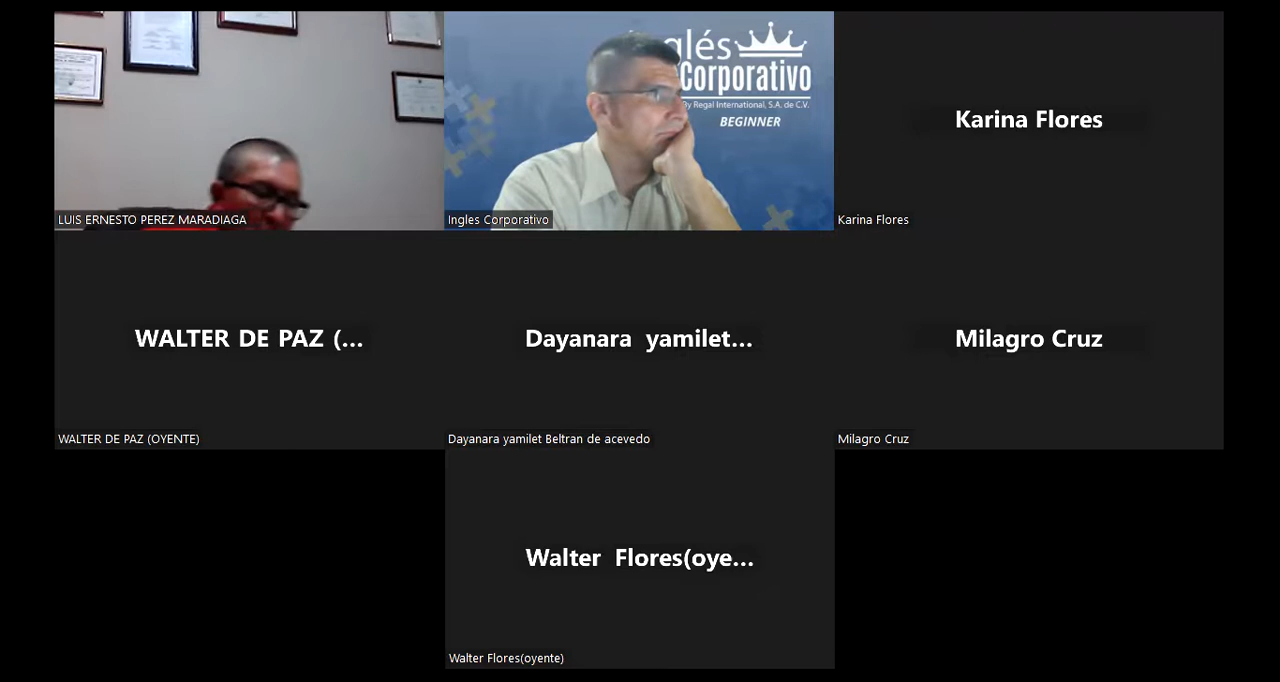 glés
Corporativo
By Regal International, S.A. de C.V.
BEGINNER
LUIS ERNESTO PEREZ MARADIAGA
Ingles Corporativo
Karina Flores
Karina Flores
WALTER DE PAZ (...
Dayanara yamilet...
Milagro Cruz
WALTER DE PAZ (OYENTE)
Dayanara yamilet Beltran de acevedo
Milagro Cruz
Walter Flores(oye...
Walter Flores(oyente)